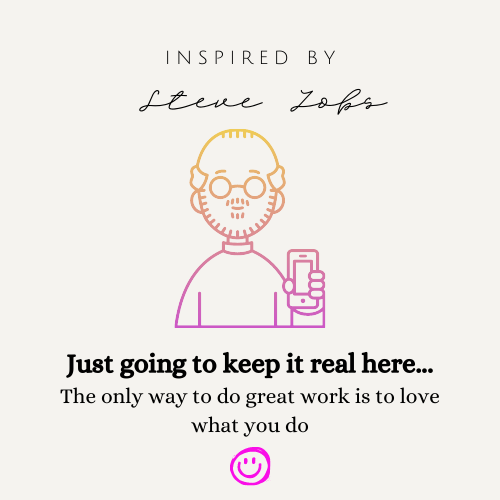 INSPIRED BY
Steve Jobs
Just going to keep it real here...
The only way to do great work is to love
what you do